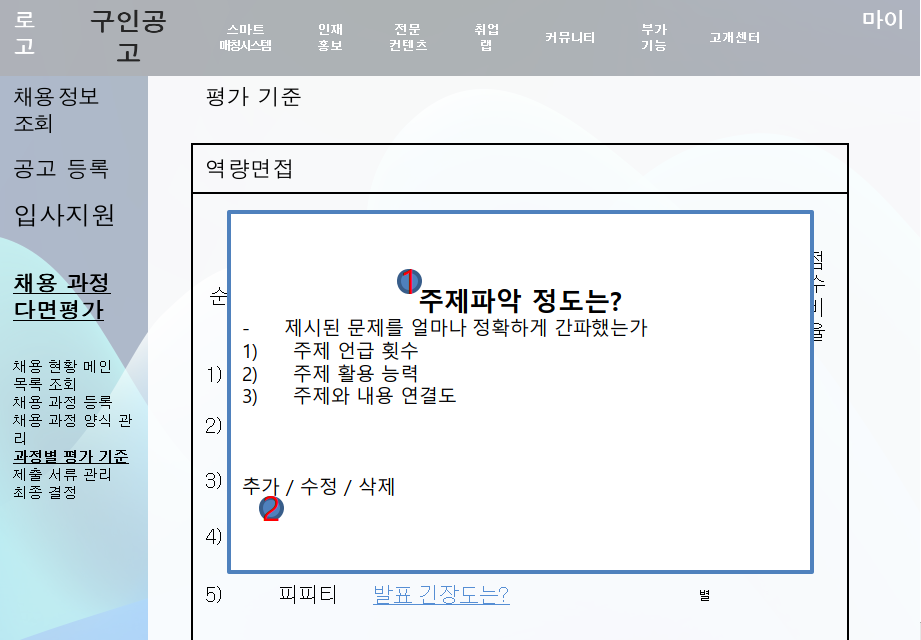 로
고
구인공
고
스마트
매칭시스템
인재
홍보
전문
컨텐츠
취업
랩
커뮤니티
부가
기능
고객센터
마이
채용 정보
조회
공고 등록
입사지원
채용 과정
다면평가
채용 현황 메인
목록 조회
채용 과정 등록
채용 과정 양식 관
리
과정별 평가 기준
제출 서류 관리
최종 결정
평가 기준
역량면접
순
점
수
비
율
1
주제파악 정도는?
- 제시된 문제를 얼마나 정확하게 간파했는가
1) 주제 언급 횟수
2) 주제 활용 능력
3) 주제와 내용 연결도
추가 / 수정 / 삭제
2
1)
2)
3)
4)
5) 피피티 발표 긴장도는? 별